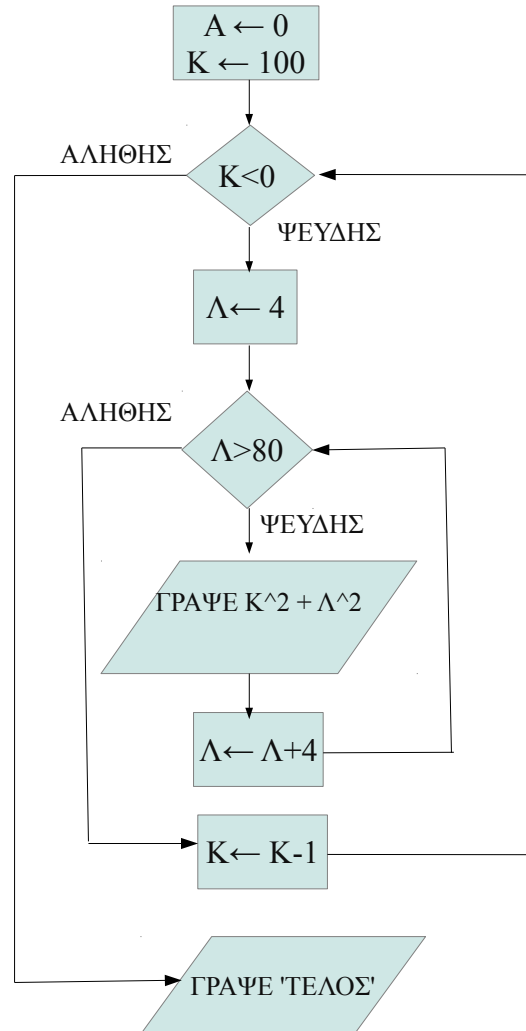 Α ← 0
Κ ← 100
ΑΛΗΘΗΣ
Κ<0
ΨΕΥΔΗΣ
Λ← 4
ΑΛΗΘΗΣ
Λ>80
ΨΕΥΔΗΣ
ΓΡΑΨΕ Κ^2 + Λ^2
Λ← Λ+4
Κ← Κ-1
ΓΡΑΨΕ 'ΤΕΛΟΣ'